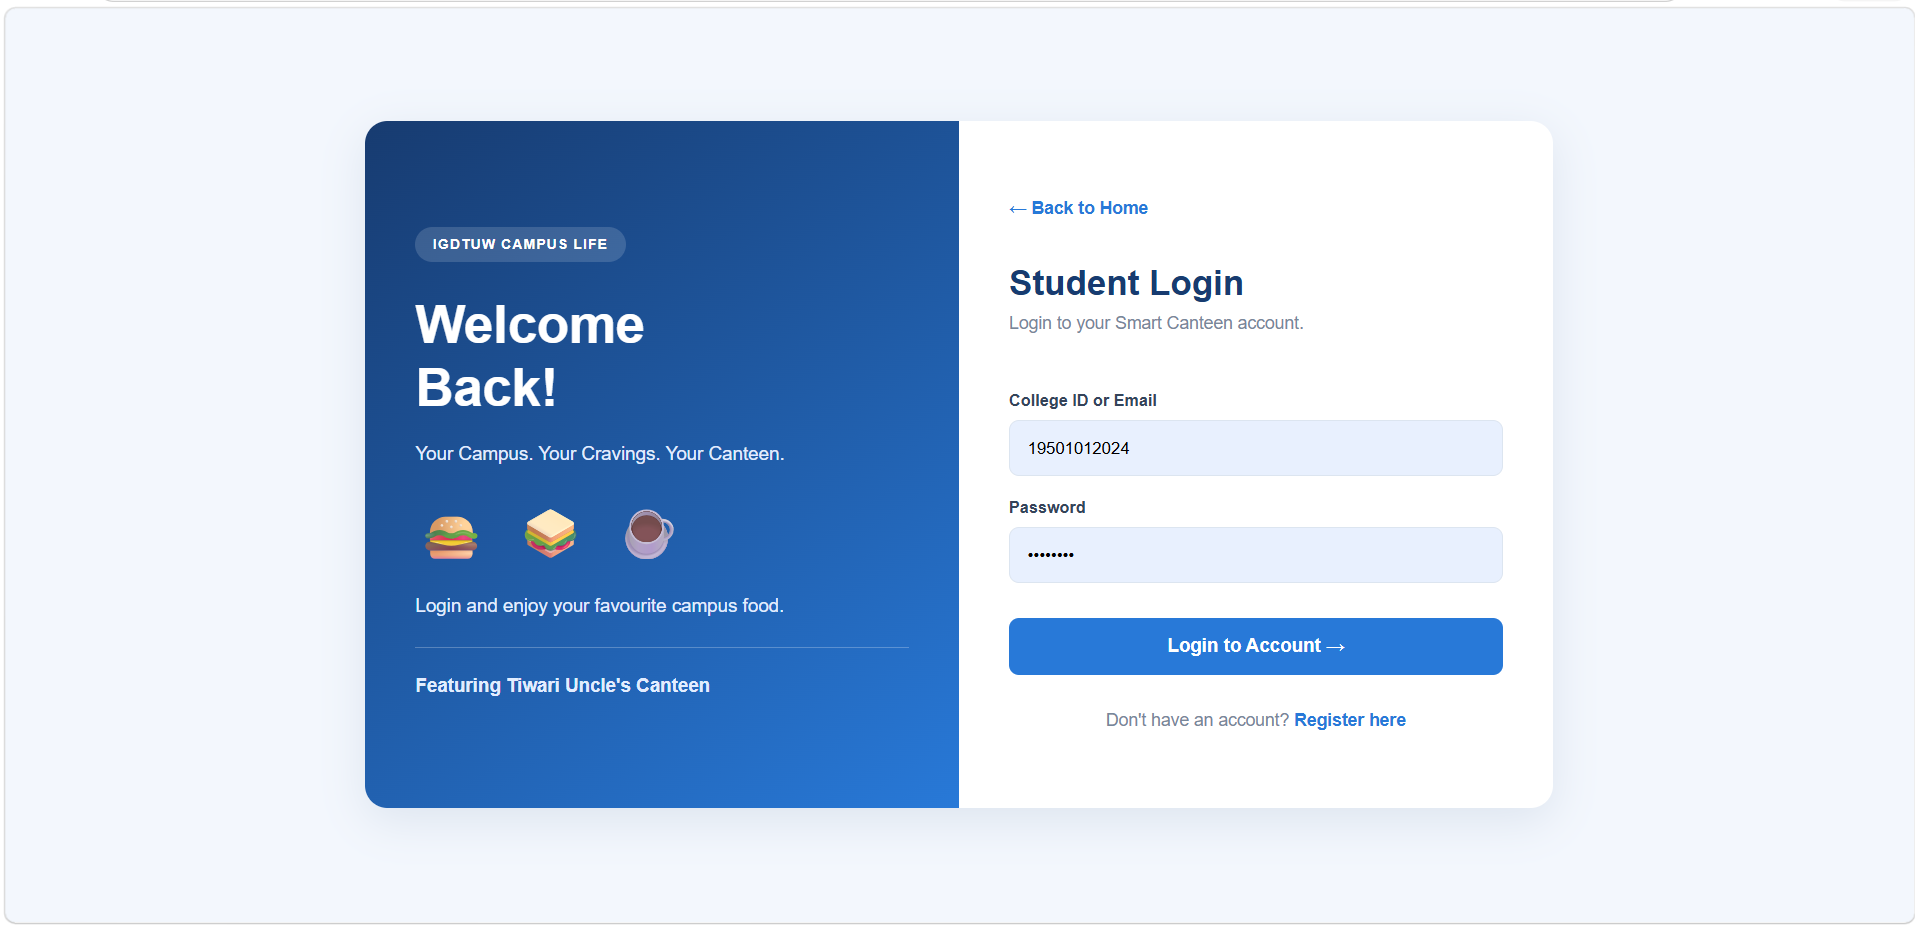 IGDTUW CAMPUS LIFE
Welcome
Back!
Your Campus. Your Cravings. Your Canteen.
Login and enjoy your favourite campus food.
Featuring Tiwari Uncle's Canteen
← Back to Home
Student Login
Login to your Smart Canteen account.
College ID or Email
19501012024
Password
••••••••
Login to Account →
Don't have an account? Register here